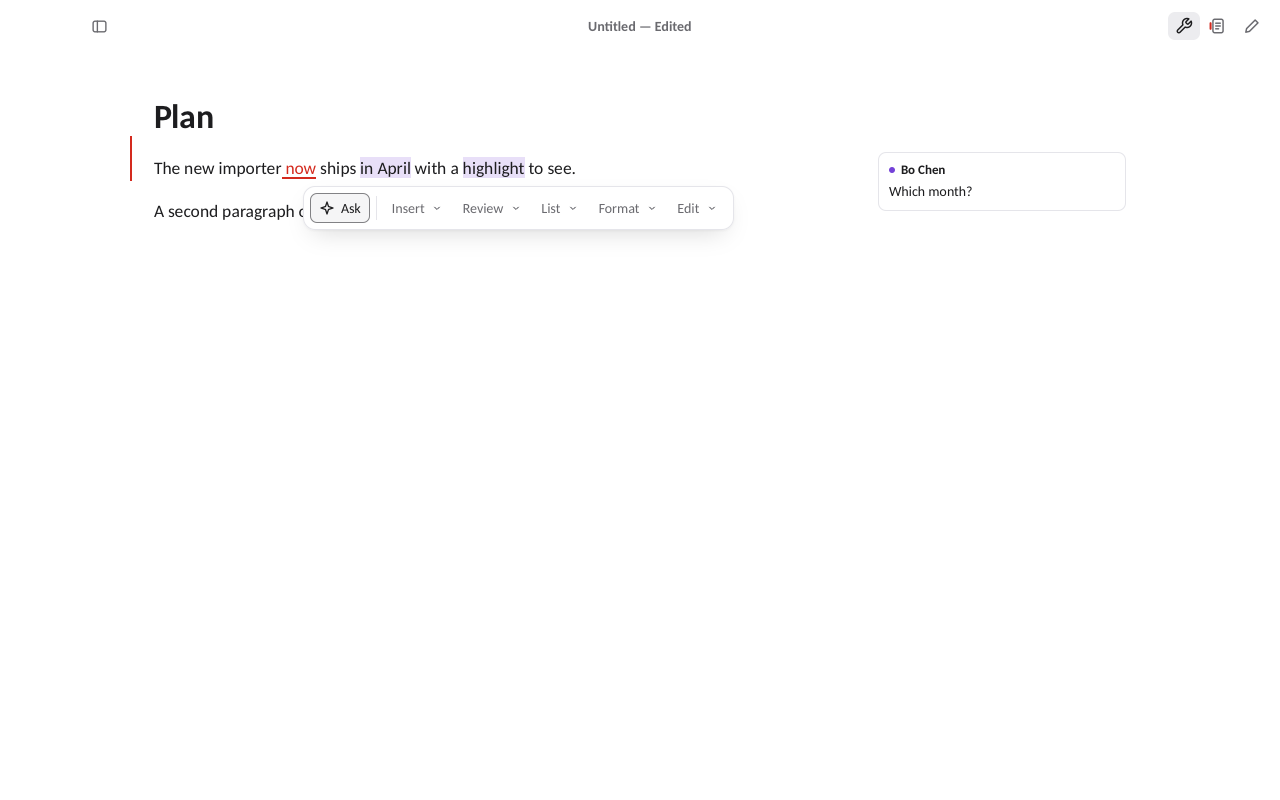 Untitled — Edited
Plan
The new importer now ships in April with a highlight to see.
Bo Chen
Which month?
A second paragraph
Ask Insert Review List Format Edit